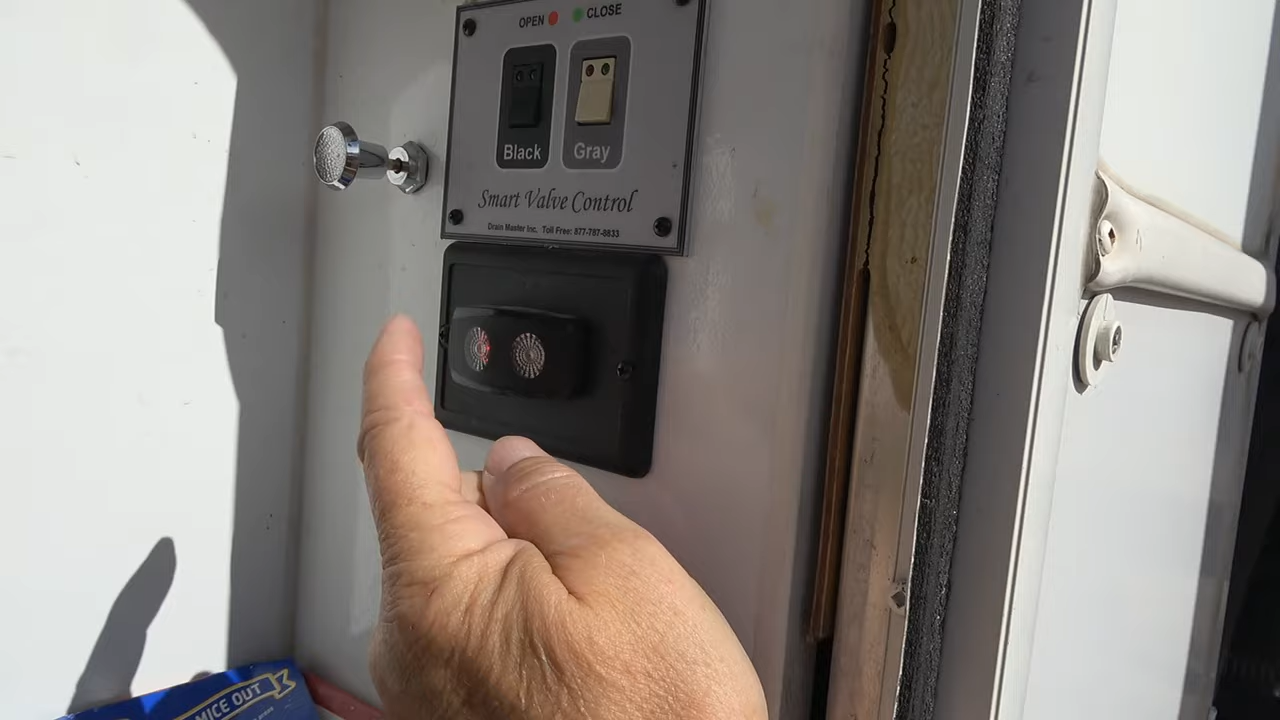 OPEN CLOSE
Black Gray
Smart Valve Control
Drain Master Inc. Toll Free: 877-787-8833
MICE OUT